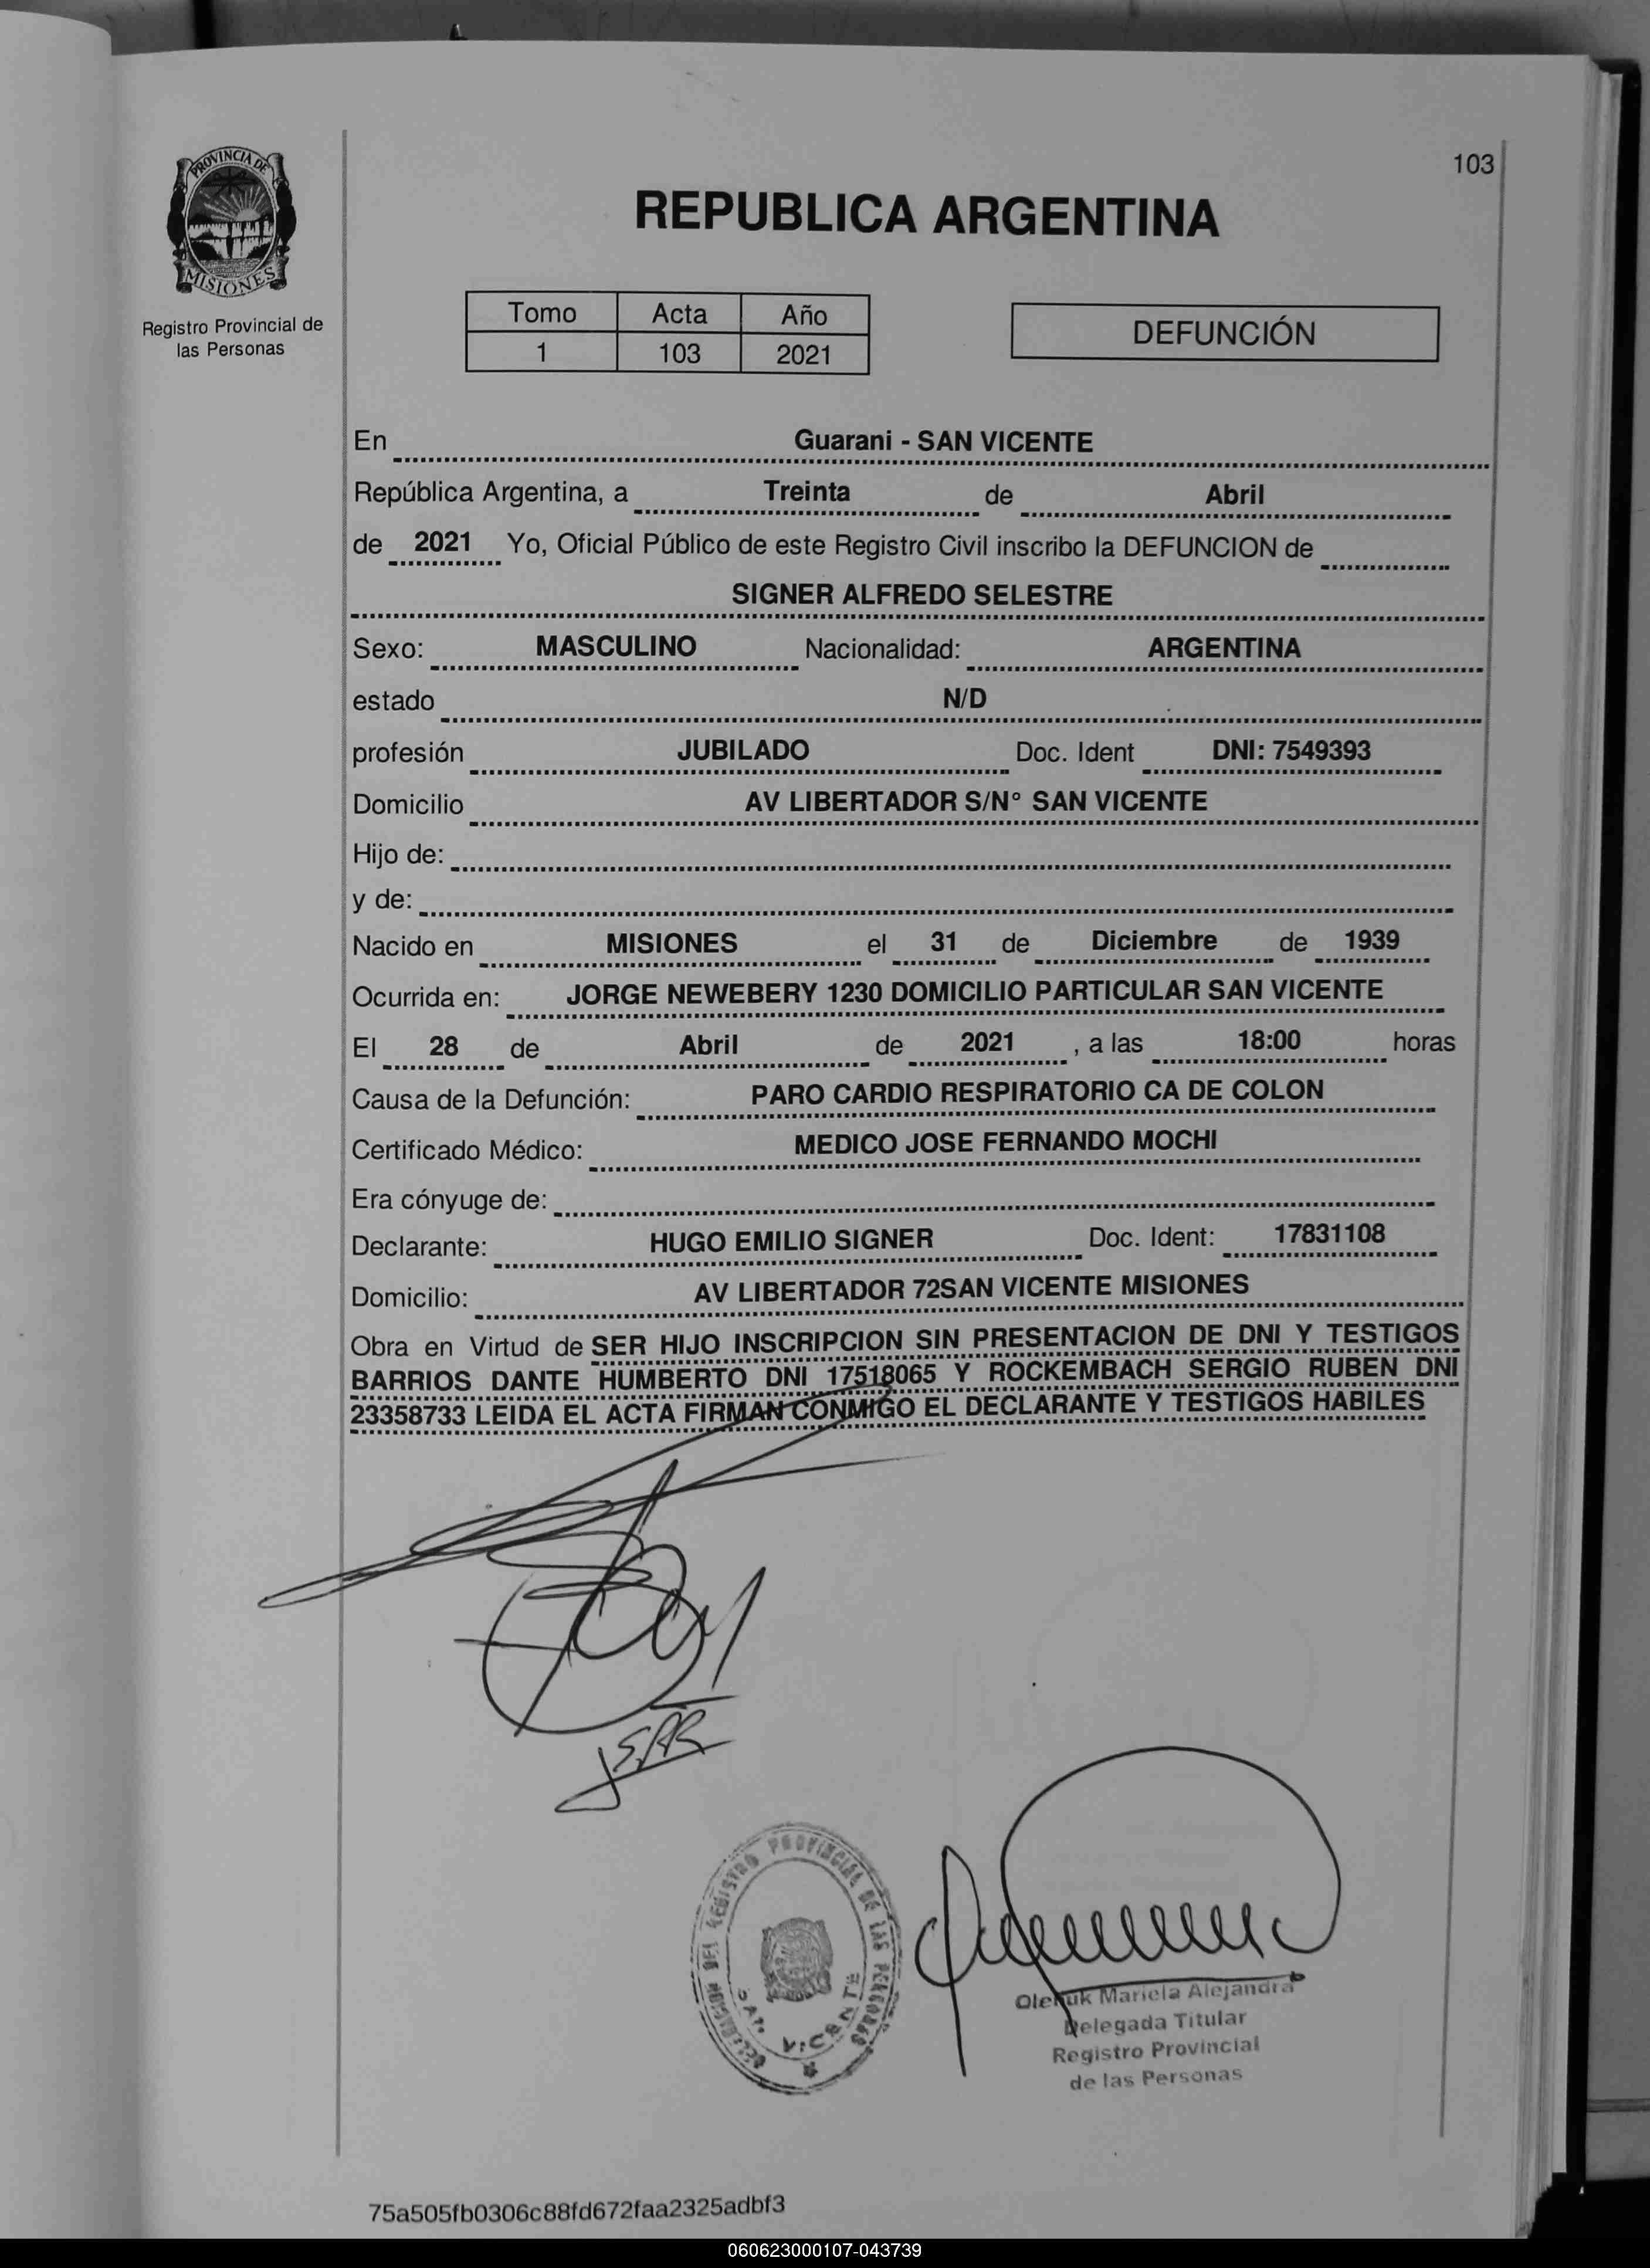 103
PROVINCIA DE
MISIONES
Registro Provincial de
las Personas
REPUBLICA ARGENTINA
Tomo Acta Año
1 103 2021
DEFUNCIÓN
En Guarani - SAN VICENTE
República Argentina, a Treinta de Abril
de 2021 Yo, Oficial Público de este Registro Civil inscribo la DEFUNCION de
SIGNER ALFREDO SELESTRE
Sexo: MASCULINO Nacionalidad: ARGENTINA
estado N/D
profesión JUBILADO Doc. Ident DNI: 7549393
Domicilio AV LIBERTADOR S/N° SAN VICENTE
Hijo de:
y de:
Nacido en MISIONES el 31 de Diciembre de 1939
Ocurrida en: JORGE NEWEBERY 1230 DOMICILIO PARTICULAR SAN VICENTE
El 28 de Abril de 2021 , a las 18:00 horas
Causa de la Defunción: PARO CARDIO RESPIRATORIO CA DE COLON
Certificado Médico: MEDICO JOSE FERNANDO MOCHI
Era cónyuge de:
Declarante: HUGO EMILIO SIGNER Doc. Ident: 17831108
Domicilio: AV LIBERTADOR 72SAN VICENTE MISIONES
Obra en Virtud de SER HIJO INSCRIPCION SIN PRESENTACION DE DNI Y TESTIGOS
BARRIOS DANTE HUMBERTO DNI 17518065 Y ROCKEMBACH SERGIO RUBEN DNI
23358733 LEIDA EL ACTA FIRMAN CONMIGO EL DECLARANTE Y TESTIGOS HABILES
DELEGACION DEL REGISTRO PROVINCIAL DE LAS PERSONAS
SAN VICENTE
Mariela Alejandra
Delegada Titular
Registro Provincial
de las Personas
75a505fb0306c88fd672faa2325adbf3
060623000107-043739